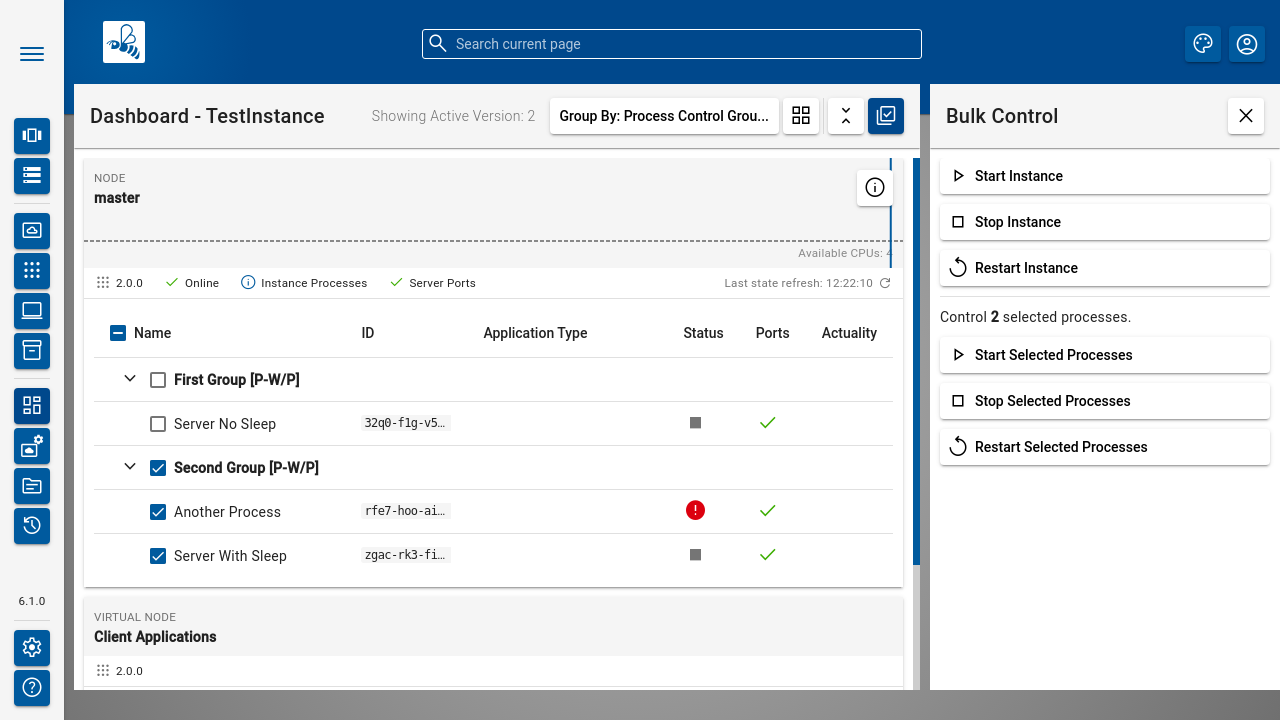 Search current page
Dashboard - TestInstance
Showing Active Version: 2
Group By: Process Control Grou...
Bulk Control
NODE
master
Available CPUs: 4
2.0.0
Online
Instance Processes
Server Ports
Last state refresh: 12:22:10
Name ID Application Type Status Ports Actuality
First Group [P-W/P]
Server No Sleep 32q0-f1g-v5…
Second Group [P-W/P]
Another Process rfe7-hoo-ai…
Server With Sleep zgac-rk3-fi…
VIRTUAL NODE
Client Applications
2.0.0
Start Instance
Stop Instance
Restart Instance
Control 2 selected processes.
Start Selected Processes
Stop Selected Processes
Restart Selected Processes
6.1.0